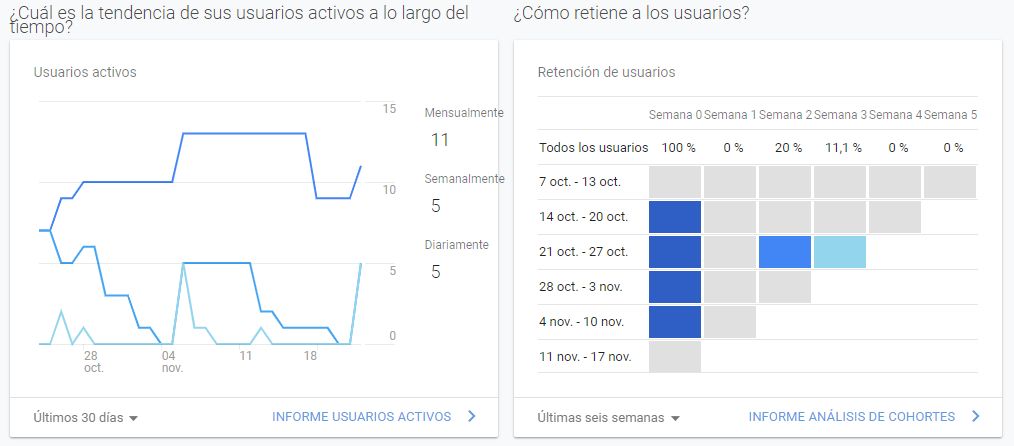 ¿Cuál es la tendencia de sus usuarios activos a lo largo del
tiempo?
Usuarios activos
15
10
5
0
28
oct.
04
nov.
11
18
Mensualmente
11
Semanalmente
5
Diariamente
5
Últimos 30 días
INFORME USUARIOS ACTIVOS
¿Cómo retiene a los usuarios?
Retención de usuarios
Semana 0 Semana 1 Semana 2 Semana 3 Semana 4 Semana 5
Todos los usuarios 100 % 0 % 20 % 11,1 % 0 % 0 %
7 oct. - 13 oct.
14 oct. - 20 oct.
21 oct. - 27 oct.
28 oct. - 3 nov.
4 nov. - 10 nov.
11 nov. - 17 nov.
Últimas seis semanas
INFORME ANÁLISIS DE COHORTES